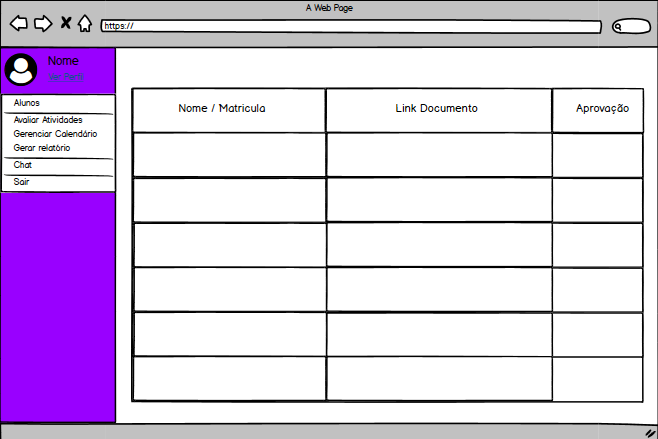 A Web Page
https://
Nome
Ver Perfil
Alunos
Avaliar Atividades
Gerenciar Calendário
Gerar relatório
Chat
Sair
Nome / Matricula
Link Documento
Aprovação